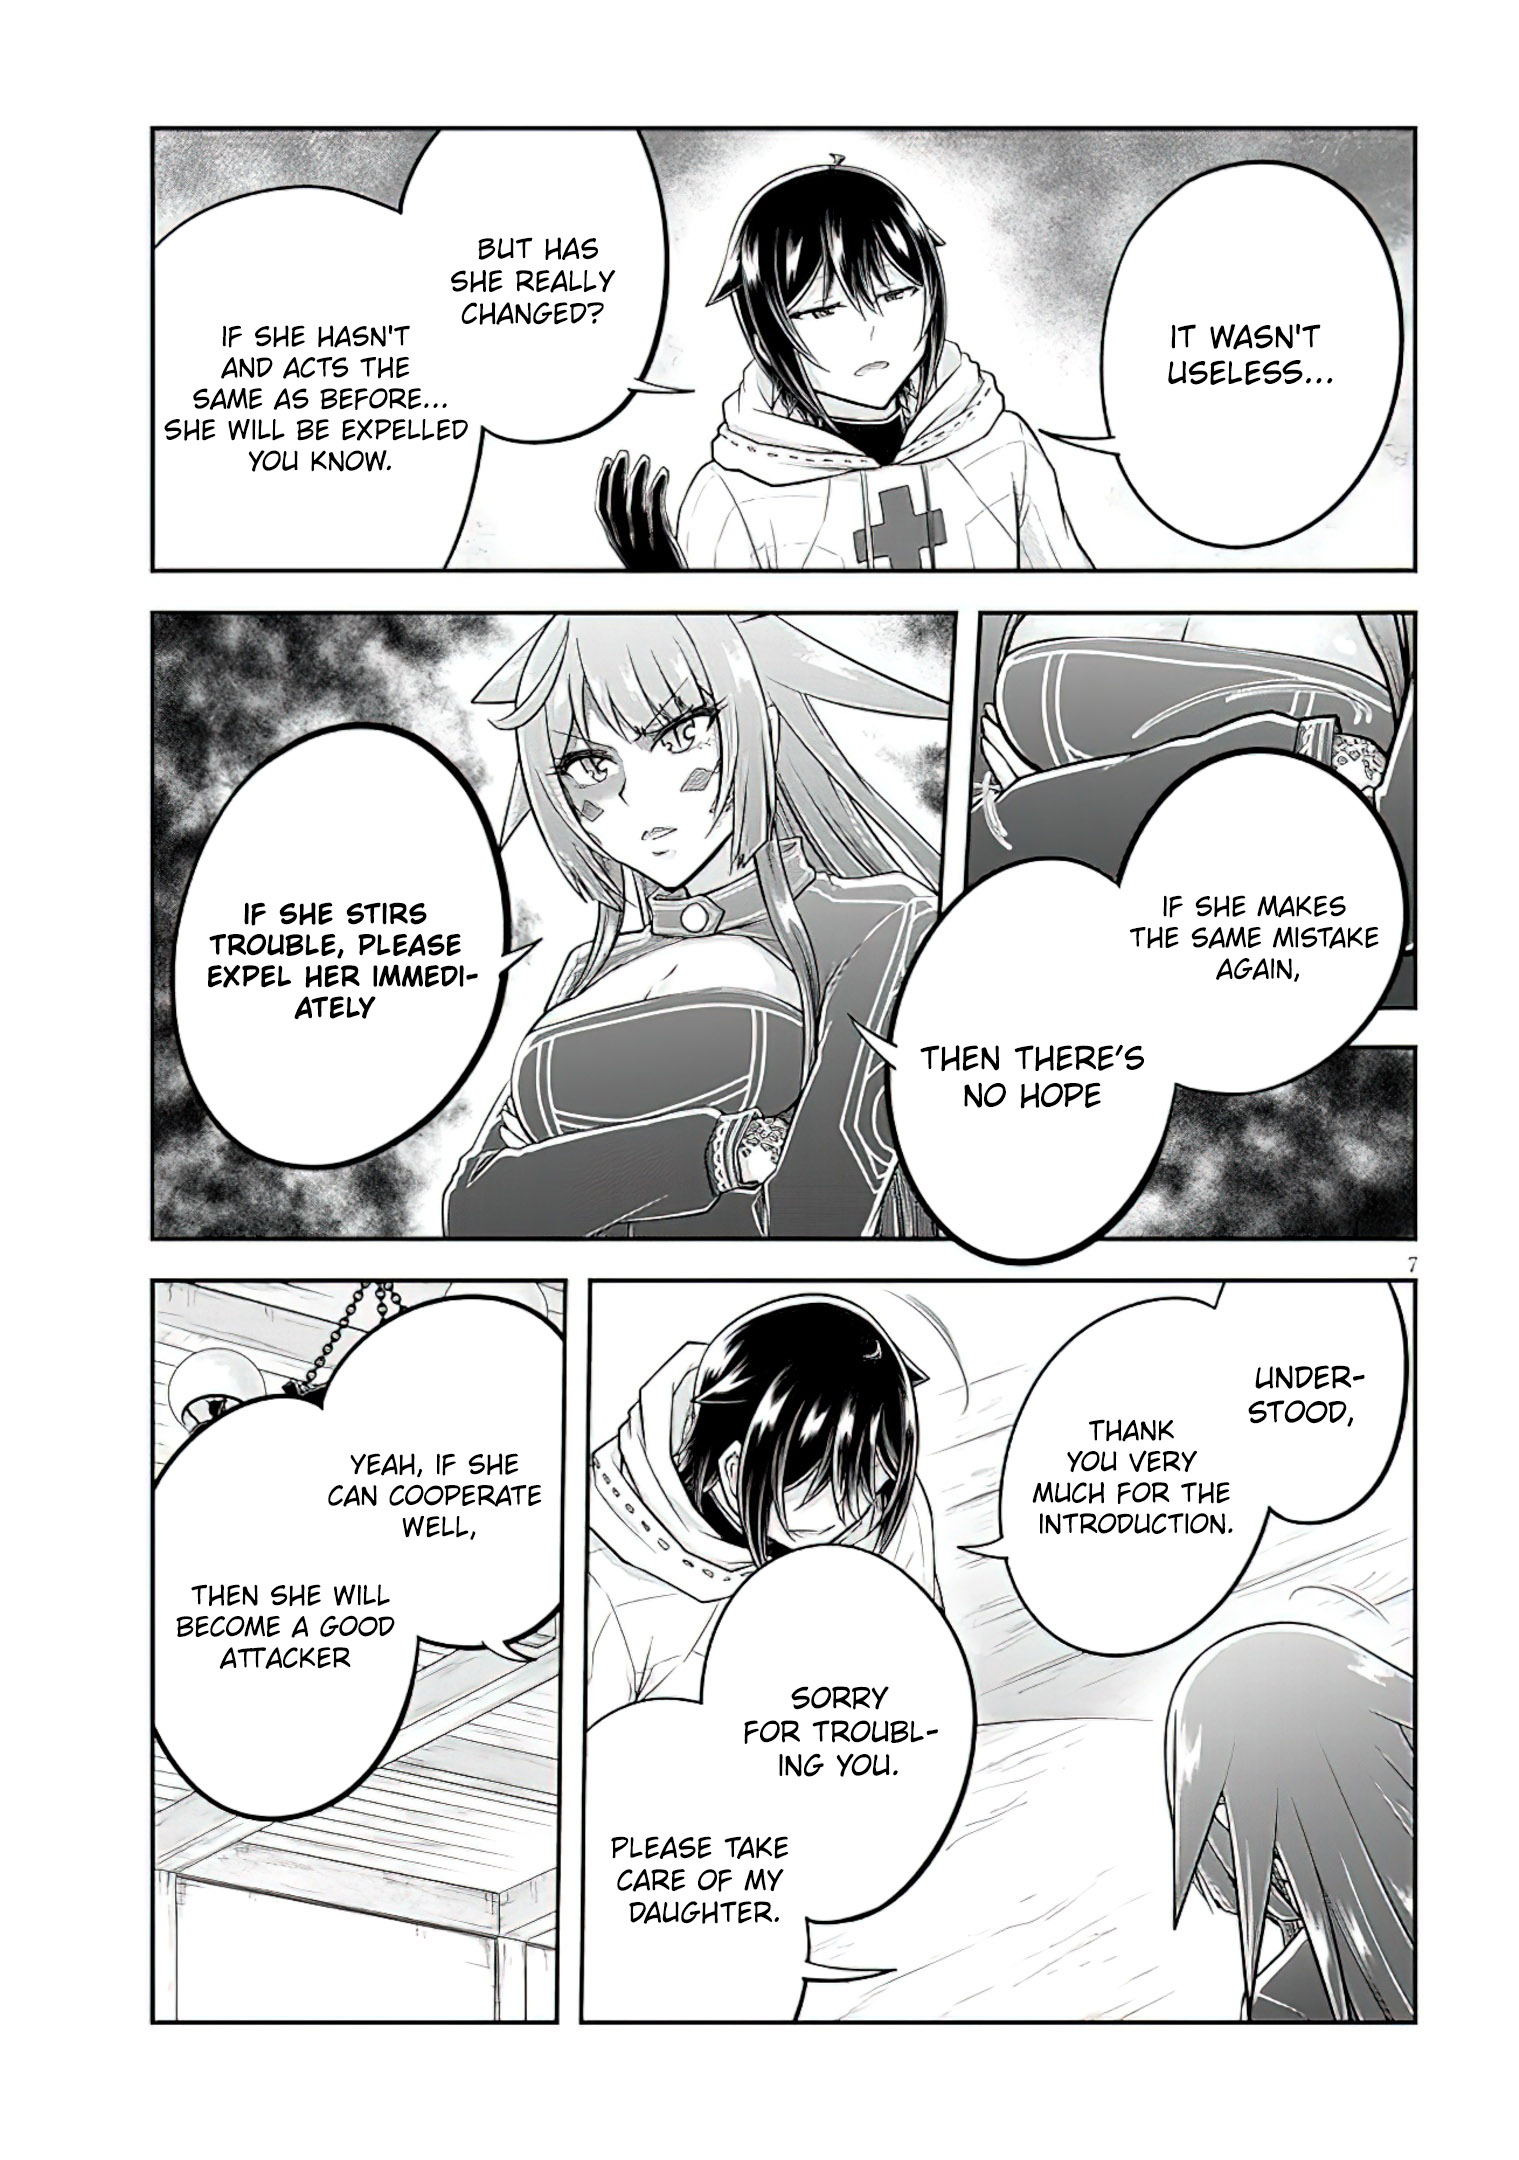 IT WASN'T
USELESS...
BUT HAS
SHE REALLY
CHANGED?
IF SHE HASN'T
AND ACTS THE
SAME AS BEFORE...
SHE WILL BE EXPELLED
YOU KNOW.
IF SHE MAKES
THE SAME MISTAKE
AGAIN,
THEN THERE'S
NO HOPE
IF SHE STIRS
TROUBLE, PLEASE
EXPEL HER IMMEDI-
ATELY
7
UNDER-
STOOD,
THANK
YOU VERY
MUCH FOR THE
INTRODUCTION.
SORRY
FOR TROUBL-
ING YOU.
PLEASE TAKE
CARE OF MY
DAUGHTER.
YEAH, IF SHE
CAN COOPERATE
WELL,
THEN SHE WILL
BECOME A GOOD
ATTACKER